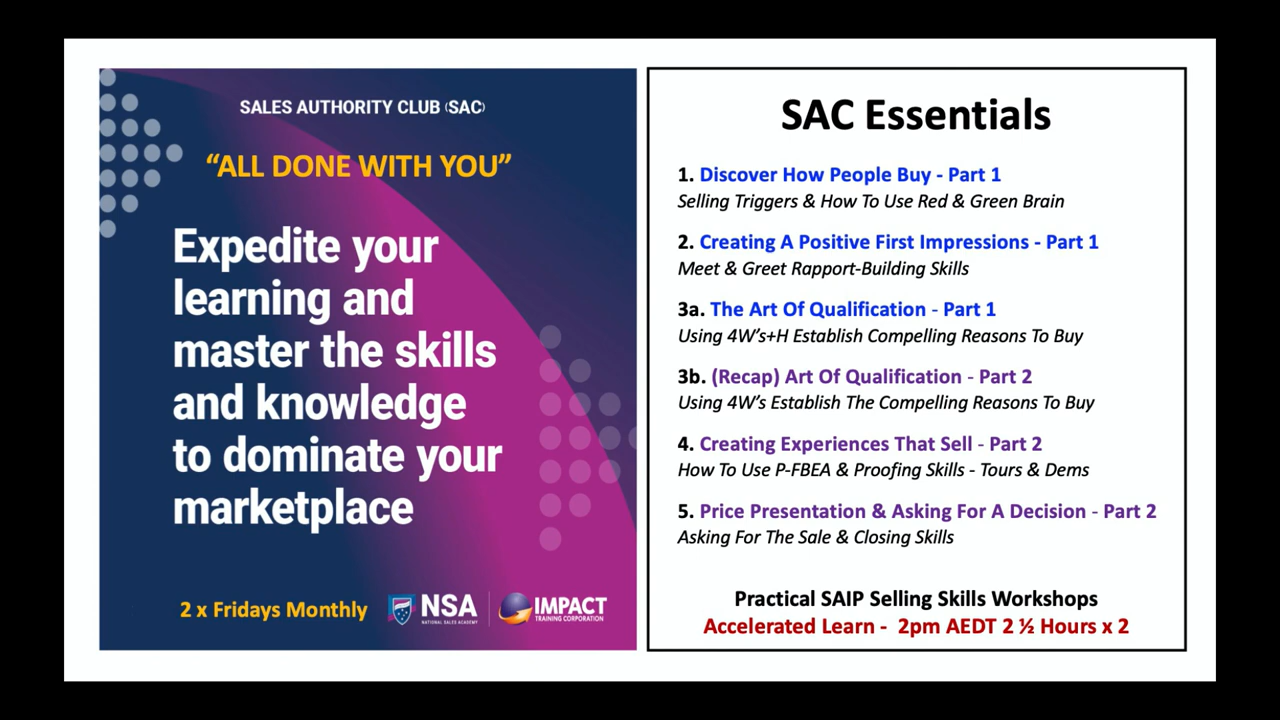 SALES AUTHORITY CLUB (SAC)
“ALL DONE WITH YOU”
Expedite your
learning and
master the skills
and knowledge
to dominate your
marketplace
2 x Fridays Monthly
NSA
NATIONAL SALES ACADEMY
IMPACT
TRAINING CORPORATION
SAC Essentials
1. Discover How People Buy - Part 1
Selling Triggers & How To Use Red & Green Brain
2. Creating A Positive First Impressions - Part 1
Meet & Greet Rapport-Building Skills
3a. The Art Of Qualification - Part 1
Using 4W’s+H Establish Compelling Reasons To Buy
3b. (Recap) Art Of Qualification - Part 2
Using 4W’s Establish The Compelling Reasons To Buy
4. Creating Experiences That Sell - Part 2
How To Use P-FBEA & Proofing Skills - Tours & Dems
5. Price Presentation & Asking For A Decision - Part 2
Asking For The Sale & Closing Skills
Practical SAIP Selling Skills Workshops
Accelerated Learn - 2pm AEDT 2 ½ Hours x 2